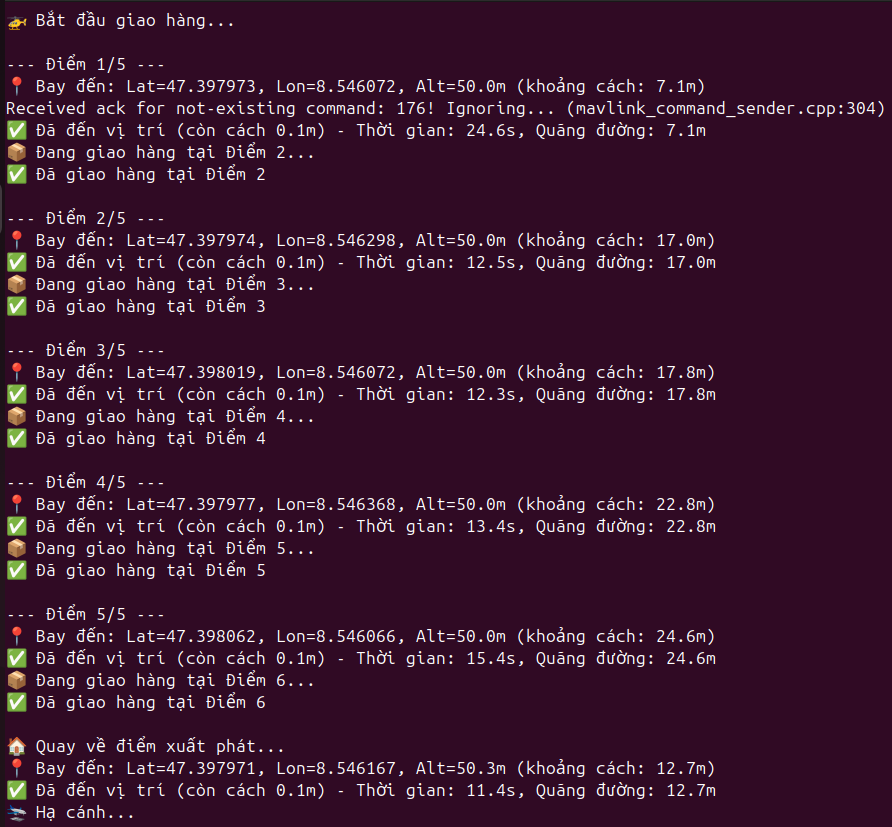 🚁 Bắt đầu giao hàng...
--- Điểm 1/5 ---
📍 Bay đến: Lat=47.397973, Lon=8.546072, Alt=50.0m (khoảng cách: 7.1m)
Received ack for not-existing command: 176! Ignoring... (mavlink_command_sender.cpp:304)
✅ Đã đến vị trí (còn cách 0.1m) - Thời gian: 24.6s, Quãng đường: 7.1m
📦 Đang giao hàng tại Điểm 2...
✅ Đã giao hàng tại Điểm 2
--- Điểm 2/5 ---
📍 Bay đến: Lat=47.397974, Lon=8.546298, Alt=50.0m (khoảng cách: 17.0m)
✅ Đã đến vị trí (còn cách 0.1m) - Thời gian: 12.5s, Quãng đường: 17.0m
📦 Đang giao hàng tại Điểm 3...
✅ Đã giao hàng tại Điểm 3
--- Điểm 3/5 ---
📍 Bay đến: Lat=47.398019, Lon=8.546072, Alt=50.0m (khoảng cách: 17.8m)
✅ Đã đến vị trí (còn cách 0.1m) - Thời gian: 12.3s, Quãng đường: 17.8m
📦 Đang giao hàng tại Điểm 4...
✅ Đã giao hàng tại Điểm 4
--- Điểm 4/5 ---
📍 Bay đến: Lat=47.397977, Lon=8.546368, Alt=50.0m (khoảng cách: 22.8m)
✅ Đã đến vị trí (còn cách 0.1m) - Thời gian: 13.4s, Quãng đường: 22.8m
📦 Đang giao hàng tại Điểm 5...
✅ Đã giao hàng tại Điểm 5
--- Điểm 5/5 ---
📍 Bay đến: Lat=47.398062, Lon=8.546066, Alt=50.0m (khoảng cách: 24.6m)
✅ Đã đến vị trí (còn cách 0.1m) - Thời gian: 15.4s, Quãng đường: 24.6m
📦 Đang giao hàng tại Điểm 6...
✅ Đã giao hàng tại Điểm 6
🏠 Quay về điểm xuất phát...
📍 Bay đến: Lat=47.397971, Lon=8.546167, Alt=50.3m (khoảng cách: 12.7m)
✅ Đã đến vị trí (còn cách 0.1m) - Thời gian: 11.4s, Quãng đường: 12.7m
🛬 Hạ cánh...